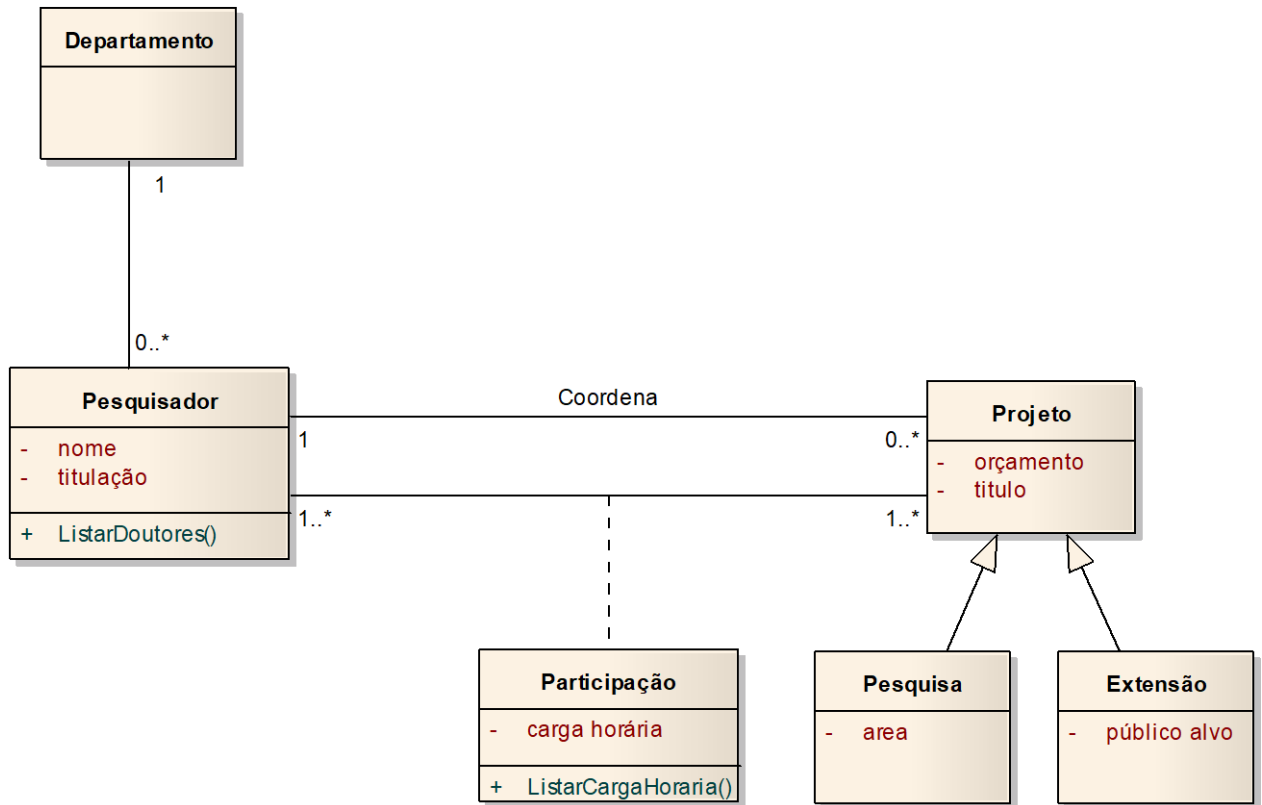 Departamento
1
0..*
Pesquisador
- nome
- titulação
+ ListarDoutores()
Coordena
1
0..*
1..*
1..*
Projeto
- orçamento
- titulo
Participação
- carga horária
+ ListarCargaHoraria()
Pesquisa
- area
Extensão
- público alvo